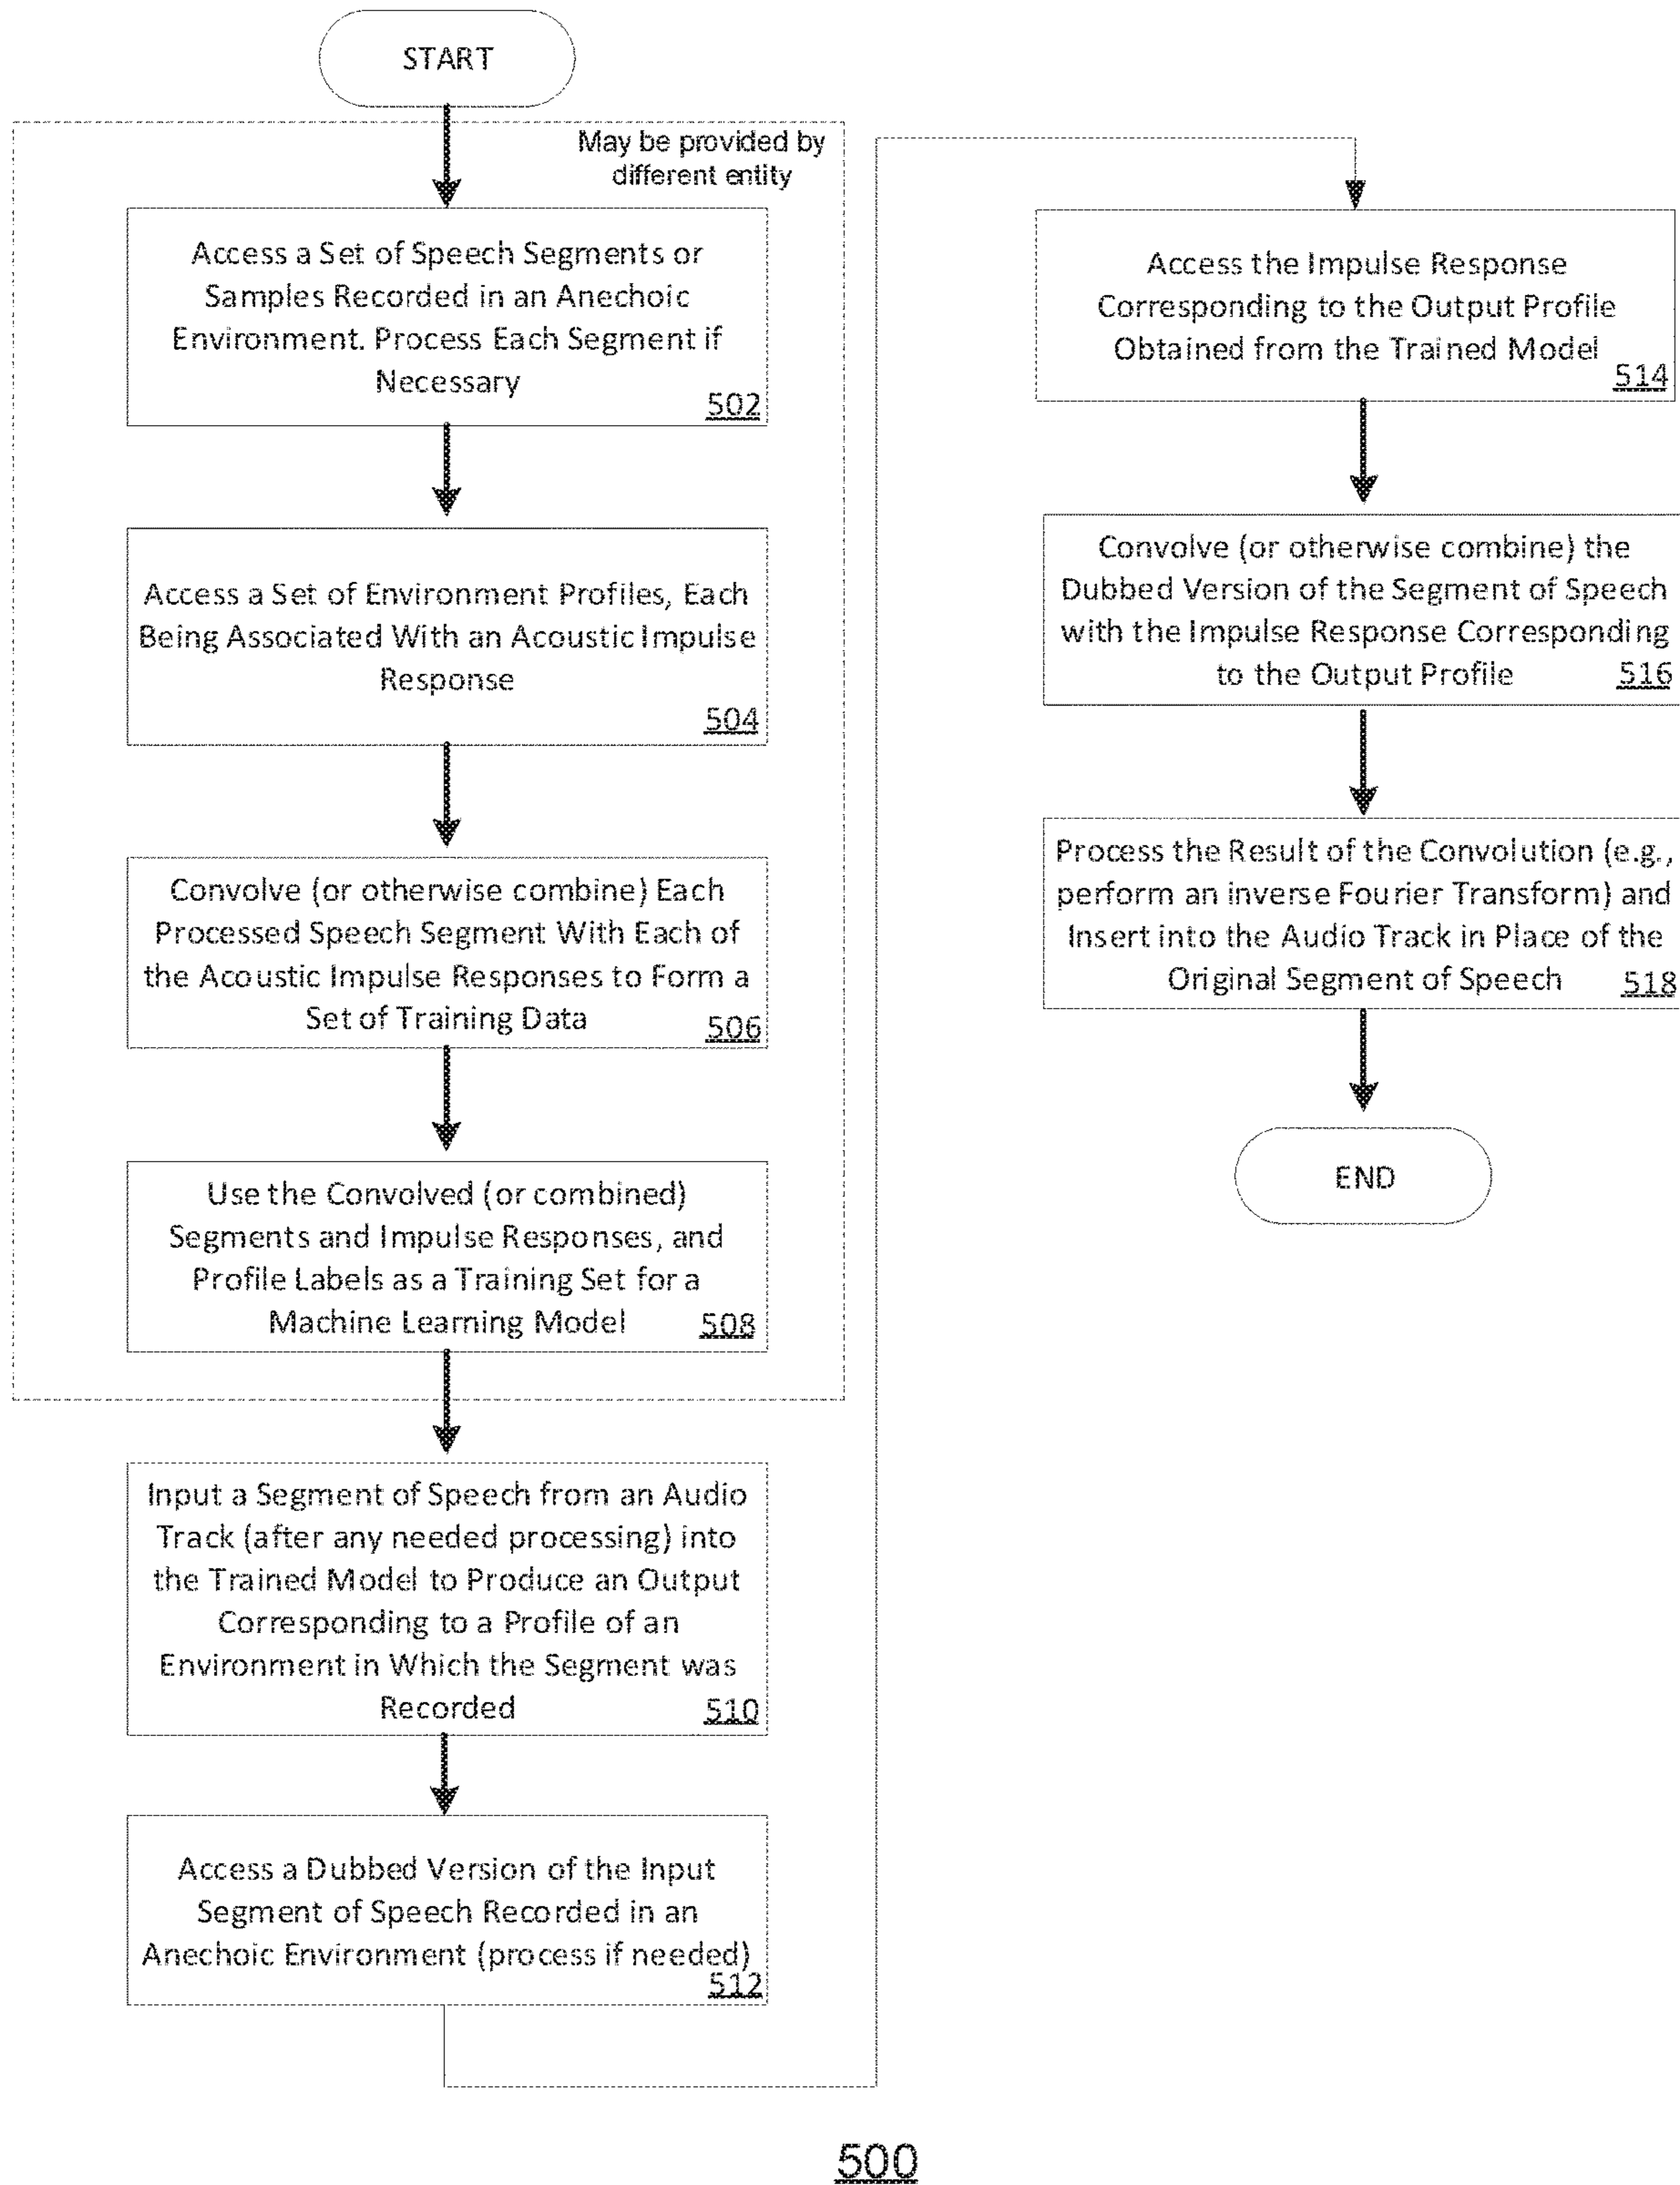 START
May be provided by
different entity
Access a Set of Speech Segments or
Samples Recorded in an Anechoic
Environment. Process Each Segment if
Necessary
502
Access a Set of Environment Profiles, Each
Being Associated With an Acoustic Impulse
Response
504
Convolve (or otherwise combine) Each
Processed Speech Segment With Each of
the Acoustic Impulse Responses to Form a
Set of Training Data
506
Use the Convolved (or combined)
Segments and Impulse Responses, and
Profile Labels as a Training Set for a
Machine Learning Model
508
Input a Segment of Speech from an Audio
Track (after any needed processing) into
the Trained Model to Produce an Output
Corresponding to a Profile of an
Environment in Which the Segment was
Recorded
510
Access a Dubbed Version of the Input
Segment of Speech Recorded in an
Anechoic Environment (process if needed)
512
Access the Impulse Response
Corresponding to the Output Profile
Obtained from the Trained Model
514
Convolve (or otherwise combine) the
Dubbed Version of the Segment of Speech
with the Impulse Response Corresponding
to the Output Profile
516
Process the Result of the Convolution (e.g.,
perform an inverse Fourier Transform) and
Insert into the Audio Track in Place of the
Original Segment of Speech
518
END
500